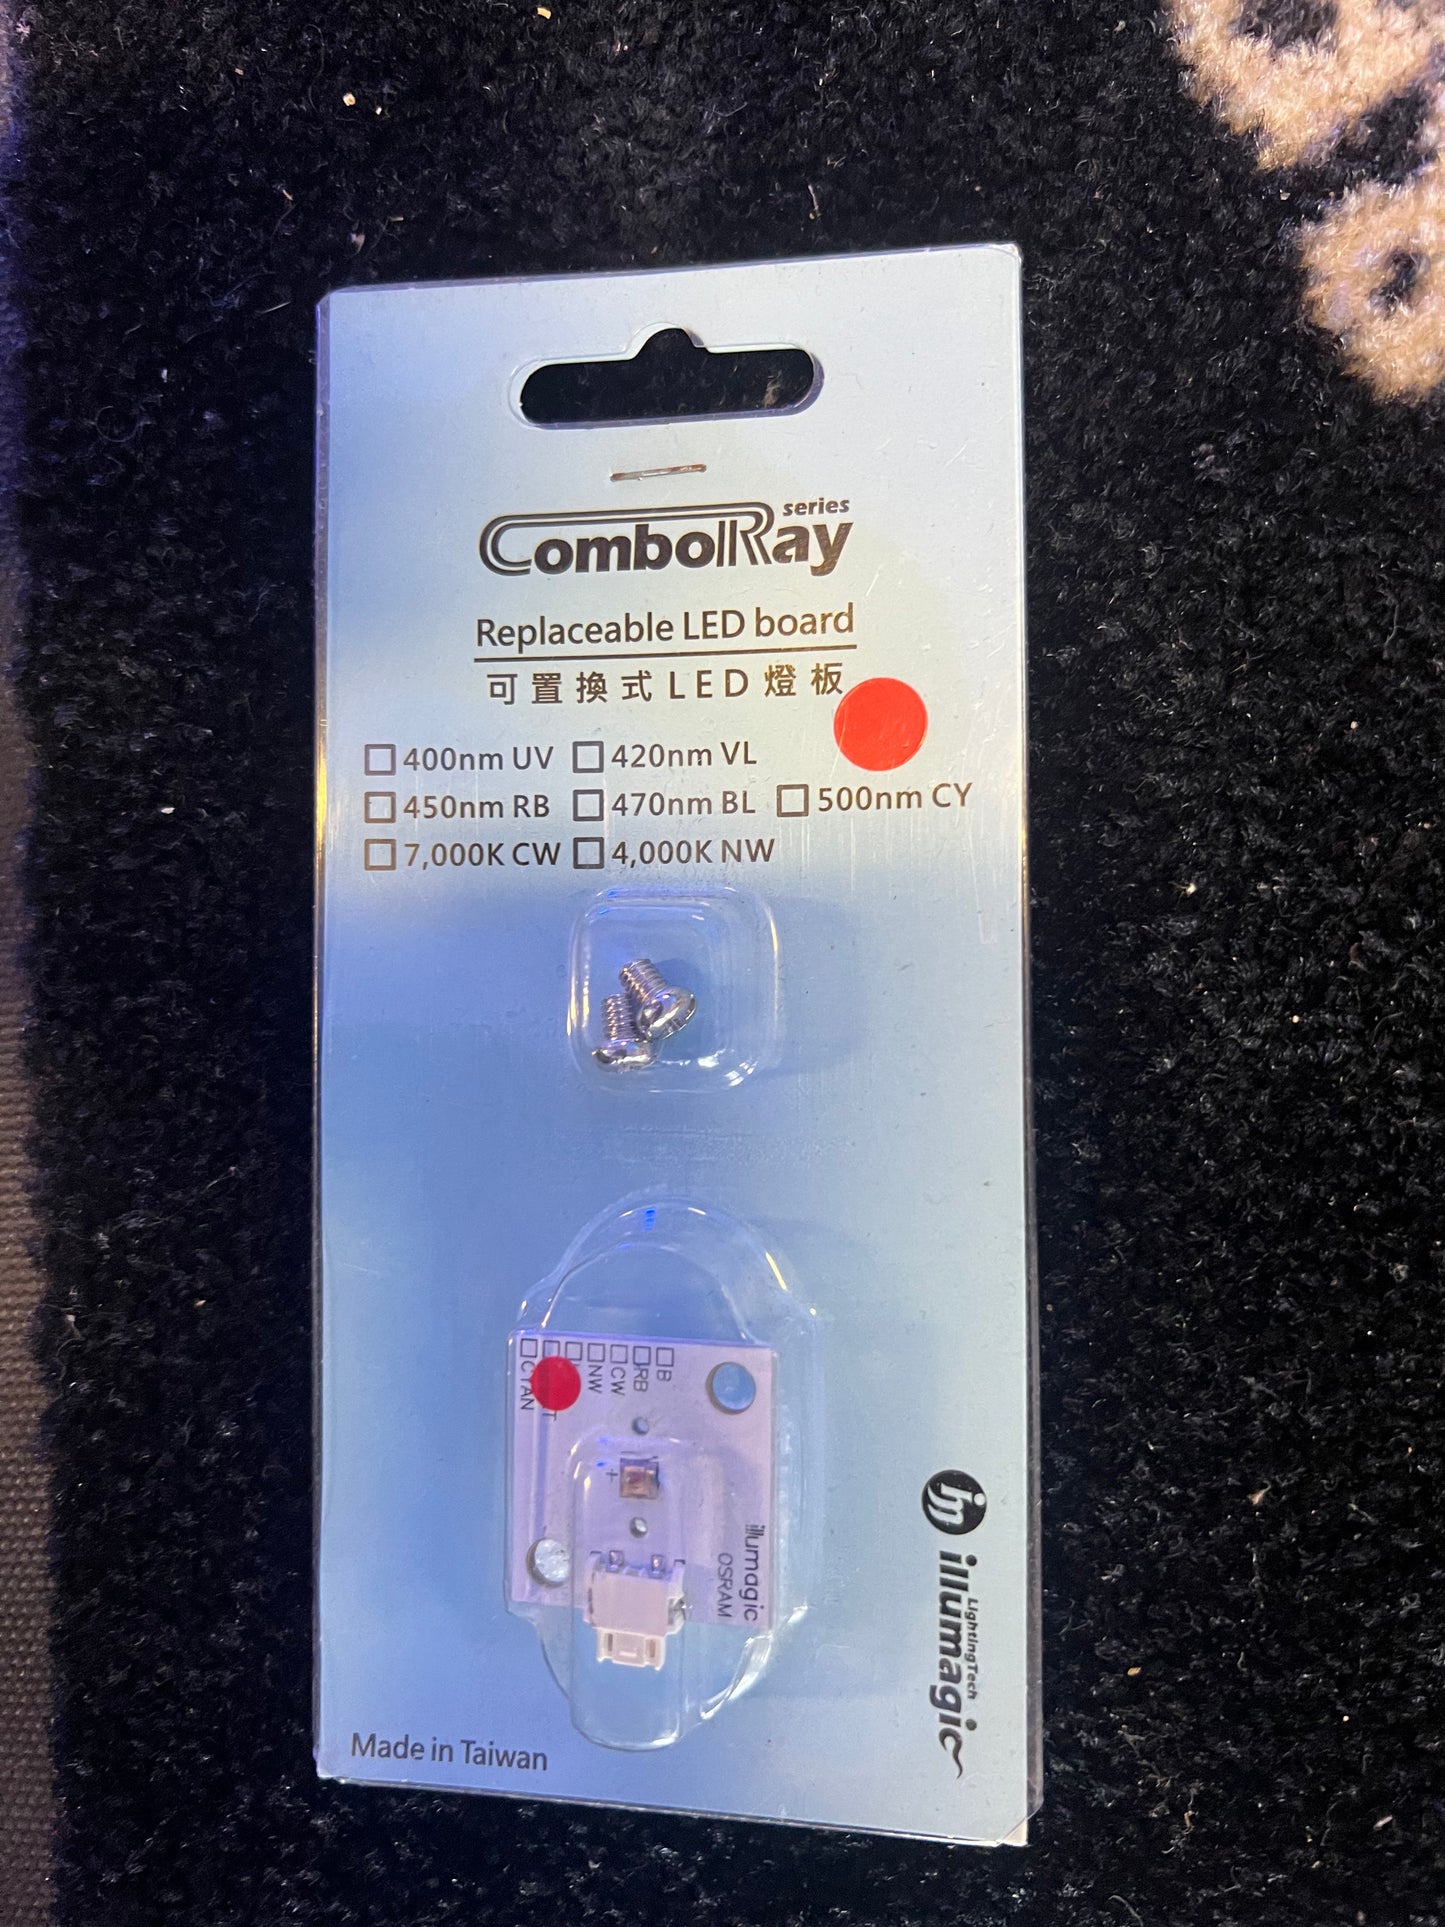 ComboRay series
Replaceable LED board
可置換式LED燈板
□400nm UV □420nm VL
□450nm RB □470nm BL □500nm CY
□7,000K CW □4,000K NW
□B
□RB
□CW
□NW
□CYAN
+
illumagic
OSRAM
illumagic
LightingTech
Made in Taiwan